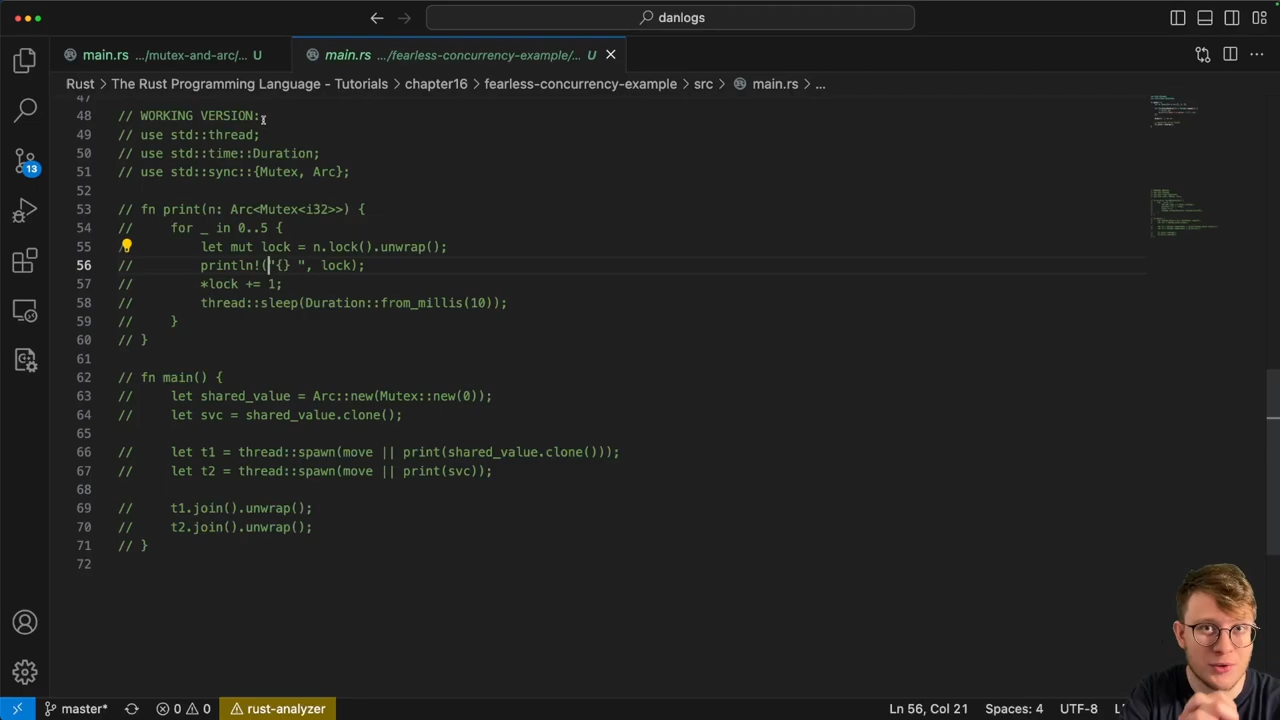 danlogs
main.rs .../mutex-and-arc/... U
main.rs .../fearless-concurrency-example/... U
Rust > The Rust Programming Language - Tutorials > chapter16 > fearless-concurrency-example > src > main.rs > ...
47
48 // WORKING VERSION:
49 // use std::thread;
50 // use std::time::Duration;
51 // use std::sync::{Mutex, Arc};
52
53 // fn print(n: Arc<Mutex<i32>>) {
54 //     for _ in 0..5 {
55 //         let mut lock = n.lock().unwrap();
56 //         println!("{} ", lock);
57 //         *lock += 1;
58 //         thread::sleep(Duration::from_millis(10));
59 //     }
60 // }
61
62 // fn main() {
63 //     let shared_value = Arc::new(Mutex::new(0));
64 //     let svc = shared_value.clone();
65
66 //     let t1 = thread::spawn(move || print(shared_value.clone()));
67 //     let t2 = thread::spawn(move || print(svc));
68
69 //     t1.join().unwrap();
70 //     t2.join().unwrap();
71 // }
72
13
master* 0 0 rust-analyzer Ln 56, Col 21 Spaces: 4 UTF-8